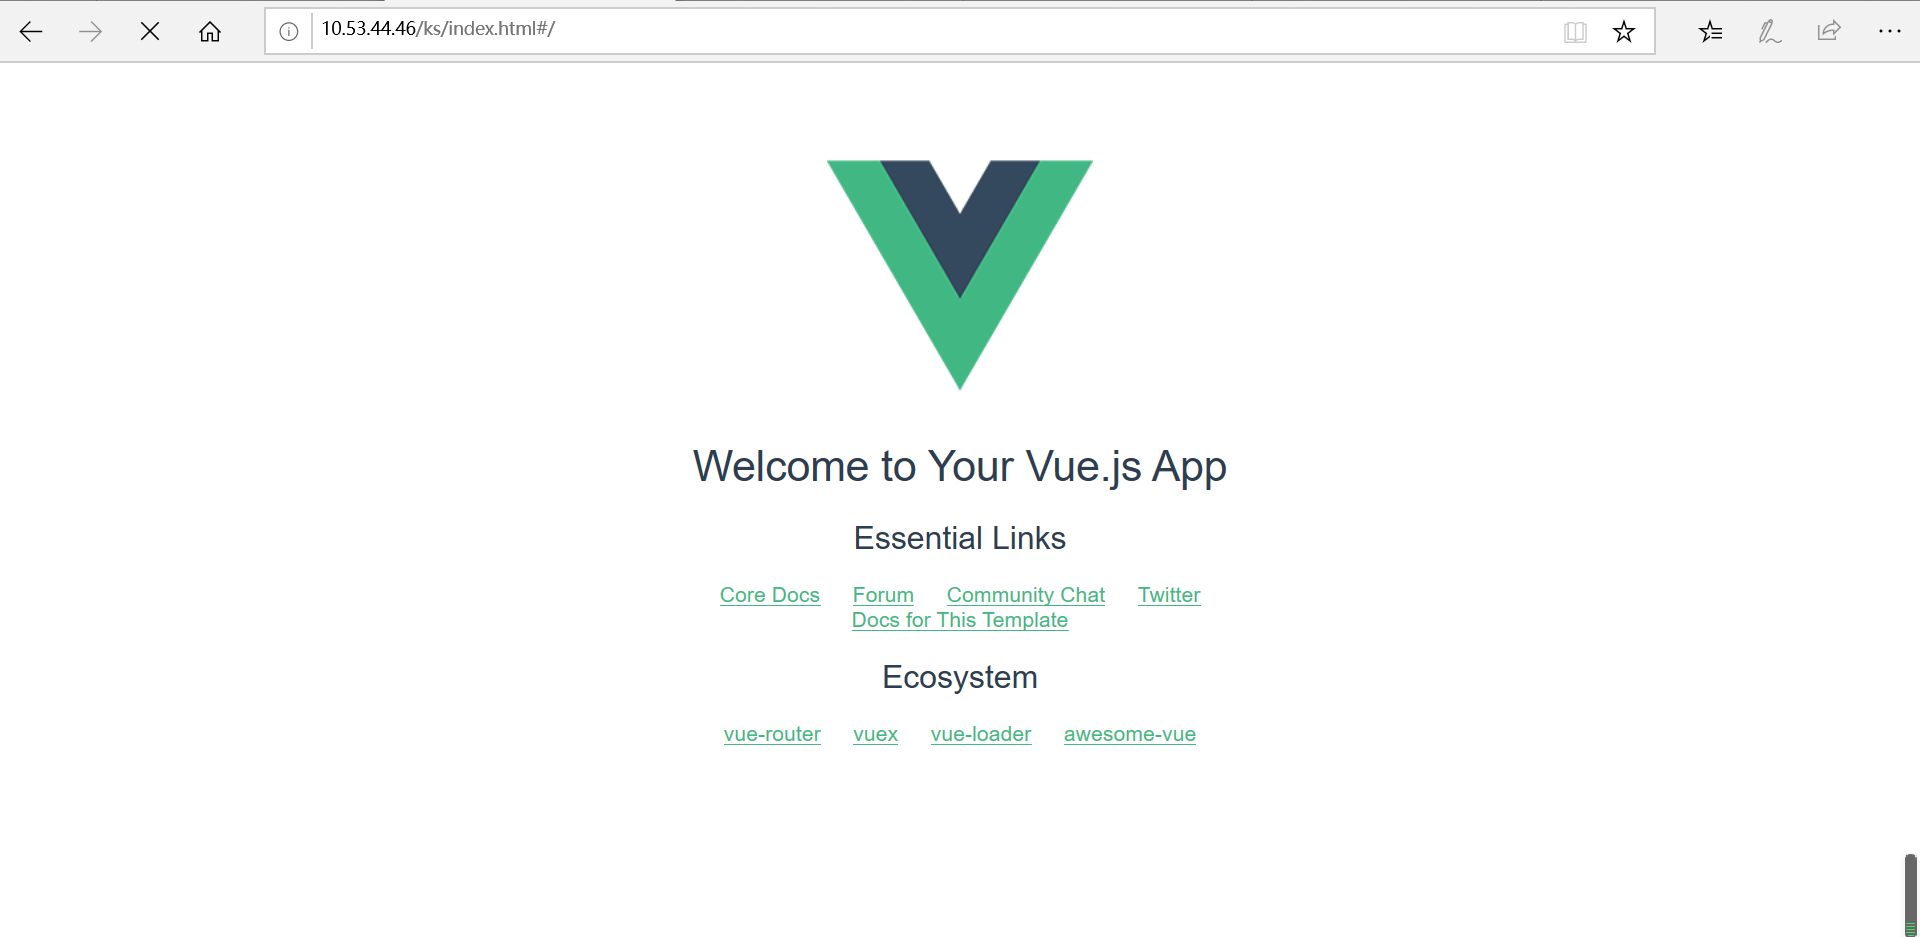 10.53.44.46/ks/index.html#/
Welcome to Your Vue.js App
Essential Links
Core Docs Forum Community Chat Twitter
Docs for This Template
Ecosystem
vue-router vuex vue-loader awesome-vue